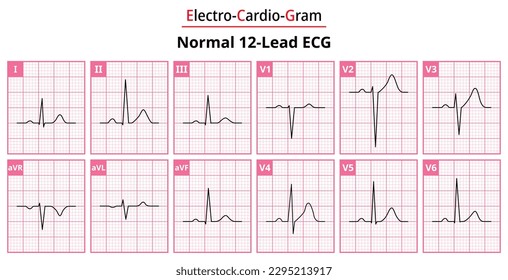 Electro-Cardio-Gram
Normal 12-Lead ECG
I II III V1 V2 V3
aVR aVL aVF V4 V5 V6
shutterstock.com · 2295213917